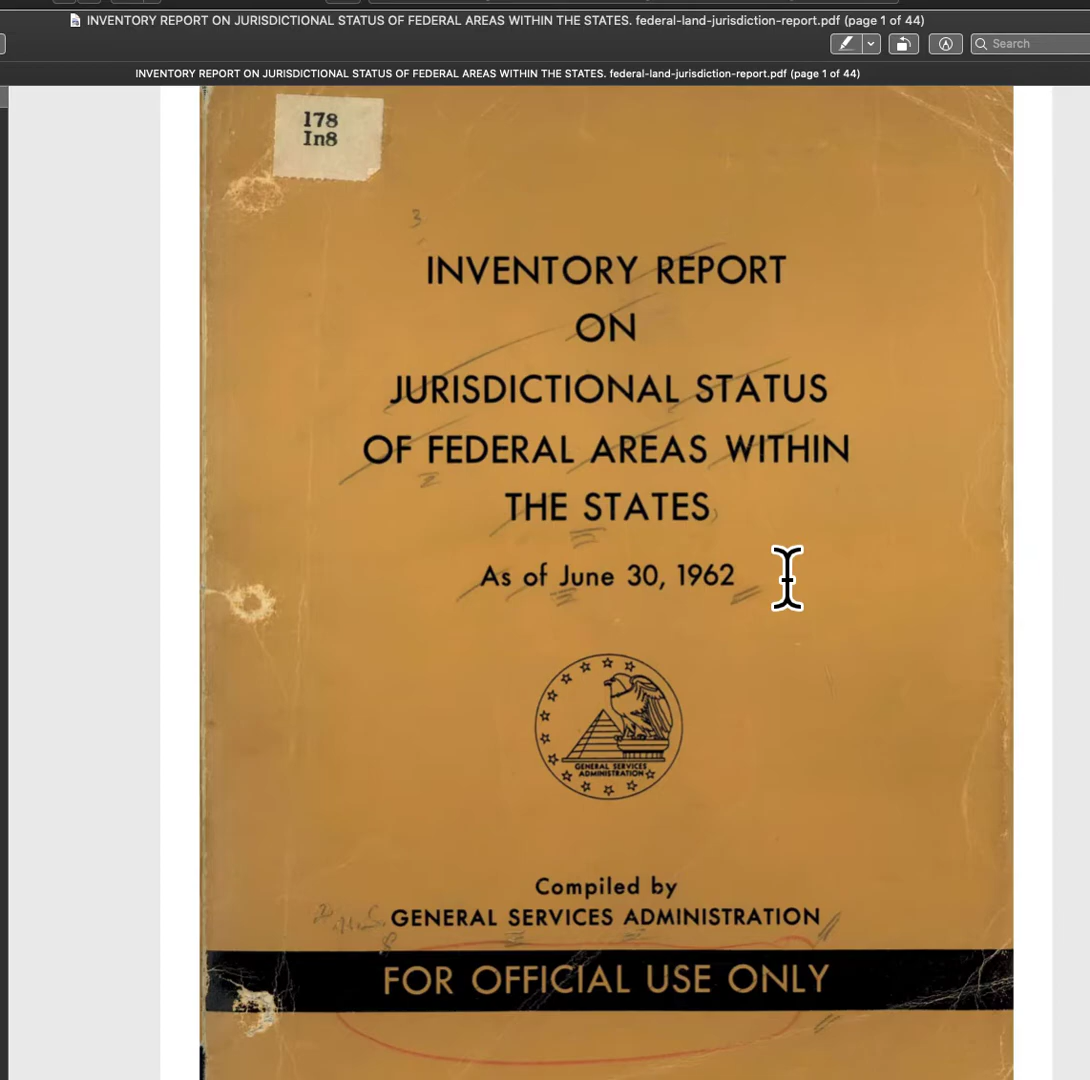 INVENTORY REPORT ON JURISDICTIONAL STATUS OF FEDERAL AREAS WITHIN THE STATES. federal-land-jurisdiction-report.pdf (page 1 of 44)
Search
INVENTORY REPORT ON JURISDICTIONAL STATUS OF FEDERAL AREAS WITHIN THE STATES. federal-land-jurisdiction-report.pdf (page 1 of 44)
178
In8
3
INVENTORY REPORT
ON
JURISDICTIONAL STATUS
OF FEDERAL AREAS WITHIN
THE STATES
As of June 30, 1962
GENERAL SERVICES
ADMINISTRATION
Compiled by
GENERAL SERVICES ADMINISTRATION
FOR OFFICIAL USE ONLY